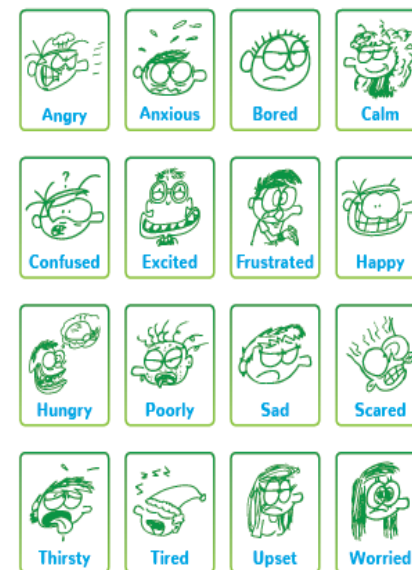 Angry
Anxious
Bored
Calm
?
Confused
Excited
Frustrated
Happy
Hungry
Poorly
Sad
Scared
Thirsty
Tired
Upset
Worried